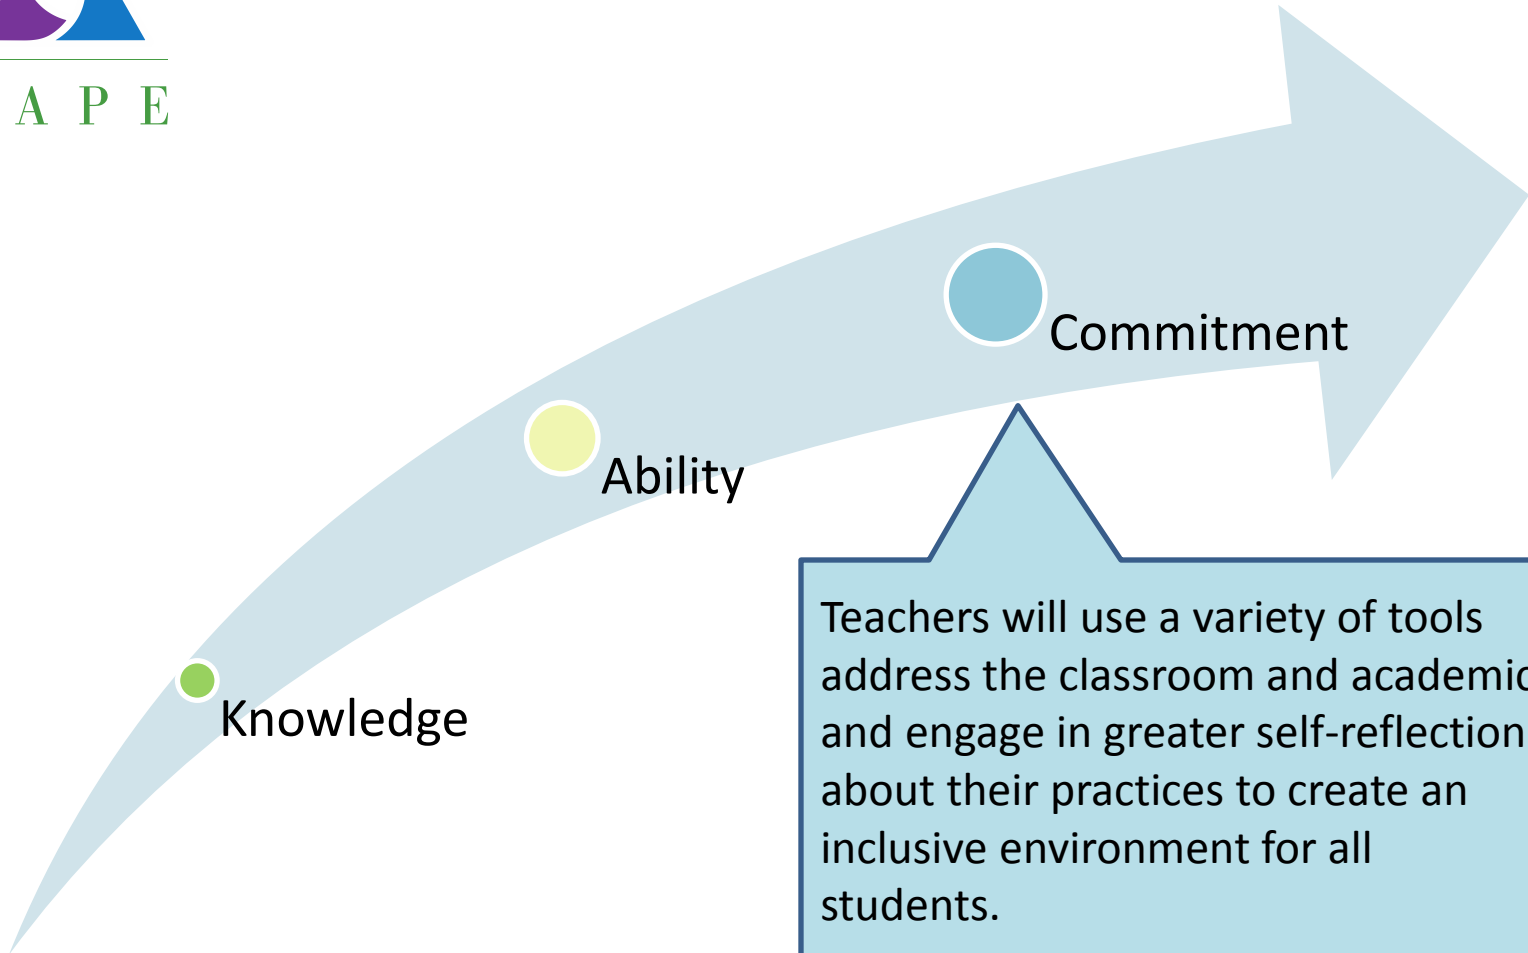 A P E
Commitment
Ability
Knowledge
Teachers will use a variety of tools
address the classroom and academic
and engage in greater self-reflection
about their practices to create an
inclusive environment for all
students.